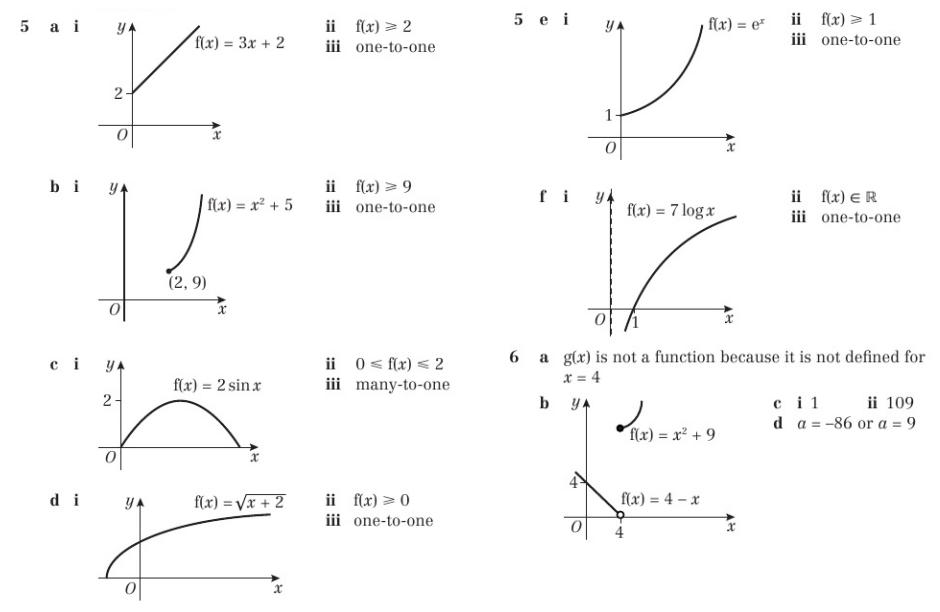 5 a i y f(x) = 3x + 2 2 O x ii f(x) ⩾ 2
iii one-to-one
b i y f(x) = x² + 5 (2, 9) O x ii f(x) ⩾ 9
iii one-to-one
c i y f(x) = 2 sin x 2 O x ii 0 ⩽ f(x) ⩽ 2
iii many-to-one
d i y f(x) = √(x + 2) O x ii f(x) ⩾ 0
iii one-to-one
5 e i y f(x) = eˣ 1 O x ii f(x) ⩾ 1
iii one-to-one
f i y f(x) = 7 log x O 1 x ii f(x) ∈ ℝ
iii one-to-one
6 a g(x) is not a function because it is not defined for
x = 4
b y f(x) = x² + 9 4 f(x) = 4 − x O 4 x c i 1 ii 109
d a = −86 or a = 9